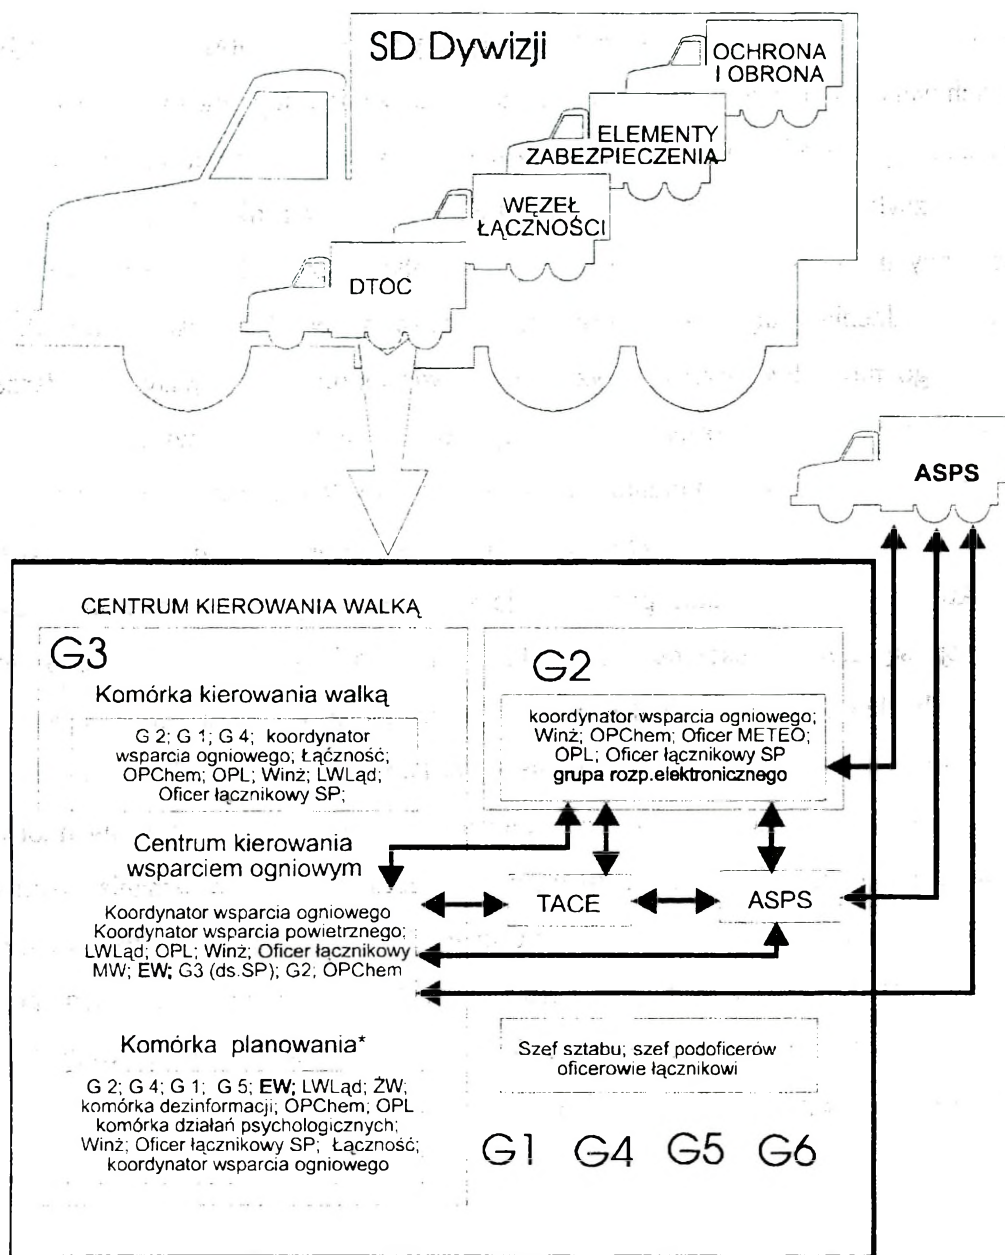 SD Dywizji
OCHRONA
I OBRONA
ELEMENTY
ZABEZPIECZENIA
WĘZEŁ
ŁĄCZNOŚCI
DTOC
ASPS
CENTRUM KIEROWANIA WALKĄ
G3
Komórka kierowania walką
G 2; G 1; G 4; koordynator
wsparcia ogniowego; Łączność;
OPChem; OPL; Winż; LWLąd;
Oficer łącznikowy SP;
Centrum kierowania
wsparciem ogniowym
Koordynator wsparcia ogniowego
Koordynator wsparcia powietrznego;
LWLąd; OPL; Winż; Oficer łącznikowy
MW; EW; G3 (ds.SP); G2; OPChem
Komórka planowania*
G 2; G 4; G 1; G 5; EW; LWLąd; ŻW;
komórka dezinformacji; OPChem; OPL
komórka działań psychologicznych;
Winż; Oficer łącznikowy SP; Łączność;
koordynator wsparcia ogniowego
G2
koordynator wsparcia ogniowego;
Winż; OPChem; Oficer METEO;
OPL; Oficer łącznikowy SP
grupa rozp.elektronicznego
TACE
ASPS
Szef sztabu; szef podoficerów
oficerowie łącznikowi
G1 G4 G5 G6